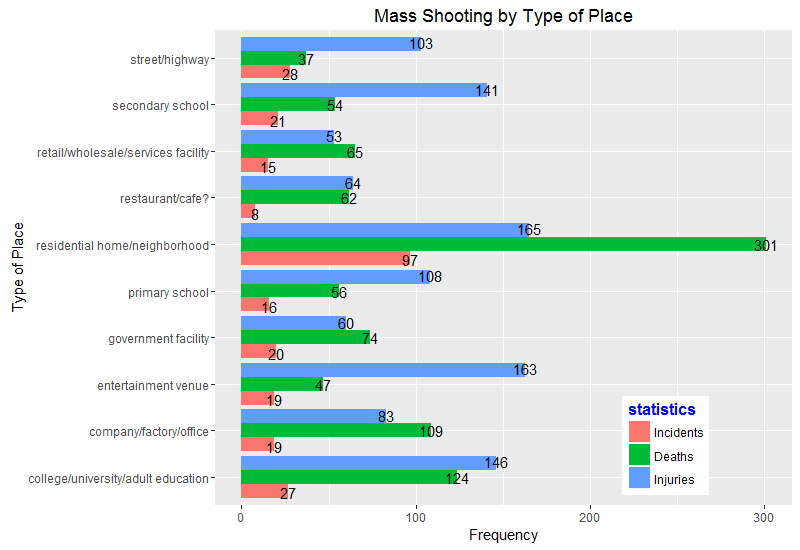 Mass Shooting by Type of Place
Type of Place
street/highway
103
37
28
secondary school
141
54
21
retail/wholesale/services facility
53
65
15
restaurant/cafe?
64
62
8
residential home/neighborhood
165
301
97
primary school
108
56
16
government facility
60
74
20
entertainment venue
163
47
19
company/factory/office
83
109
19
college/university/adult education
146
124
27
statistics
Incidents
Deaths
Injuries
0 100 200 300
Frequency